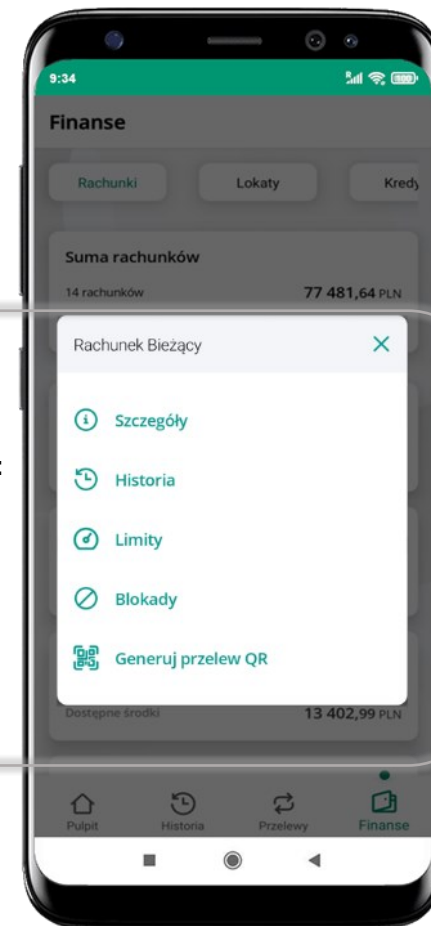 9:34
100
Finanse
Rachunki
Lokaty
Kredy
Suma rachunków
14 rachunków
77 481,64 PLN
Rachunek Bieżący
:
Szczegóły
Historia
Limity
Blokady
Generuj przelew QR
Dostępne środki
13 402,99 PLN
Pulpit
Historia
Przelewy
Finanse